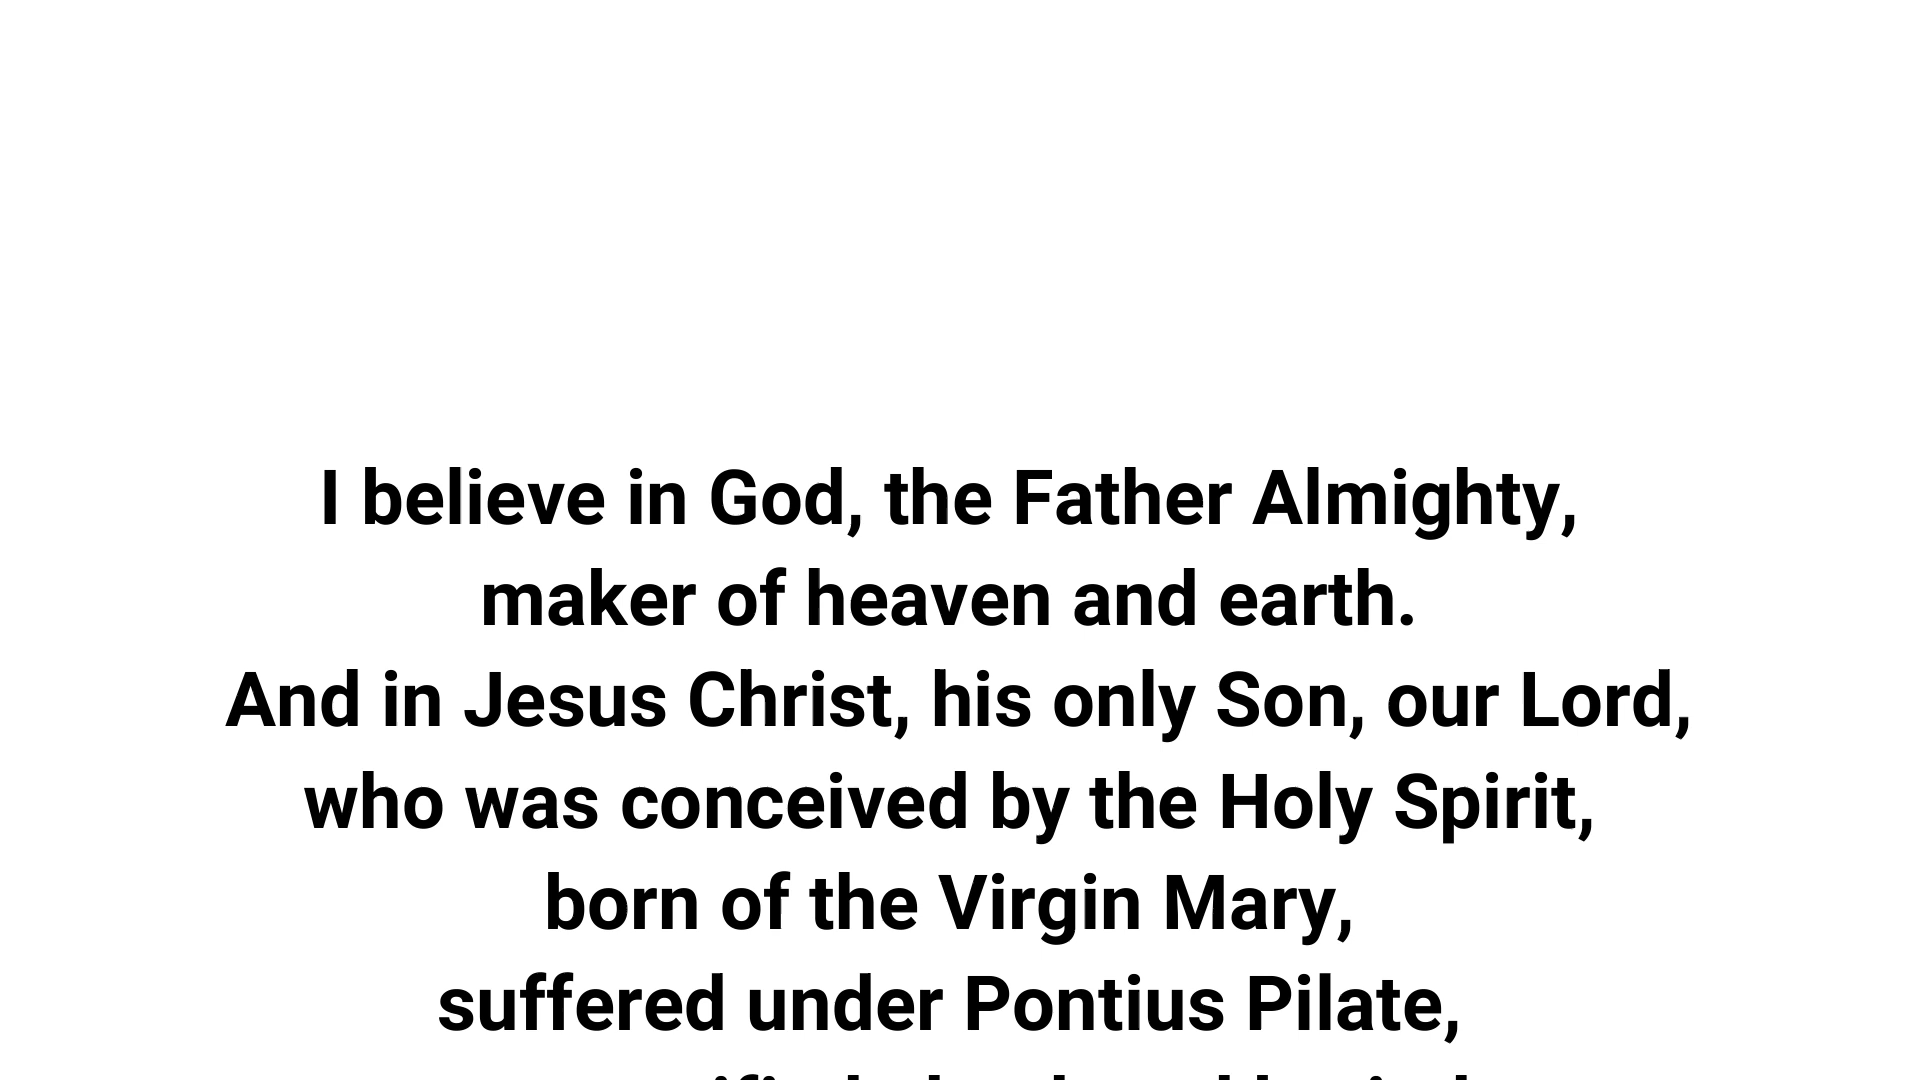 I believe in God, the Father Almighty,
maker of heaven and earth.
And in Jesus Christ, his only Son, our Lord,
who was conceived by the Holy Spirit,
born of the Virgin Mary,
suffered under Pontius Pilate,